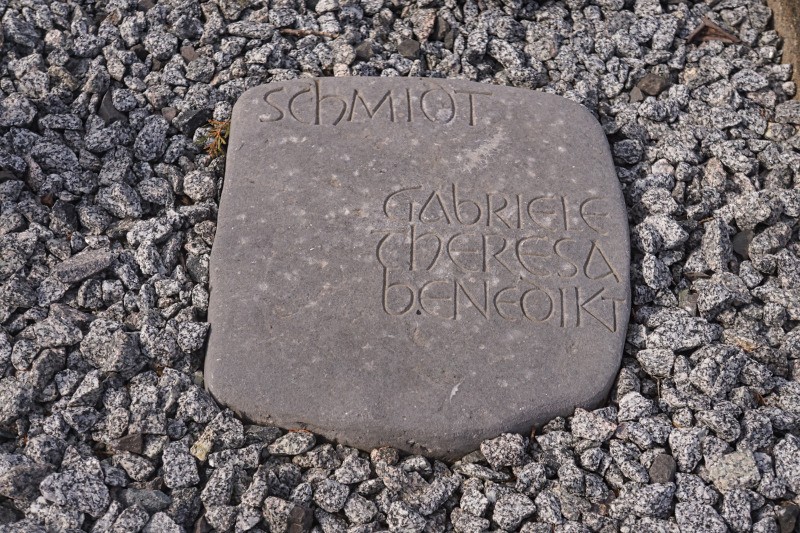 SCHMIDT
GABRIELE
THERESA
BENEDIKT